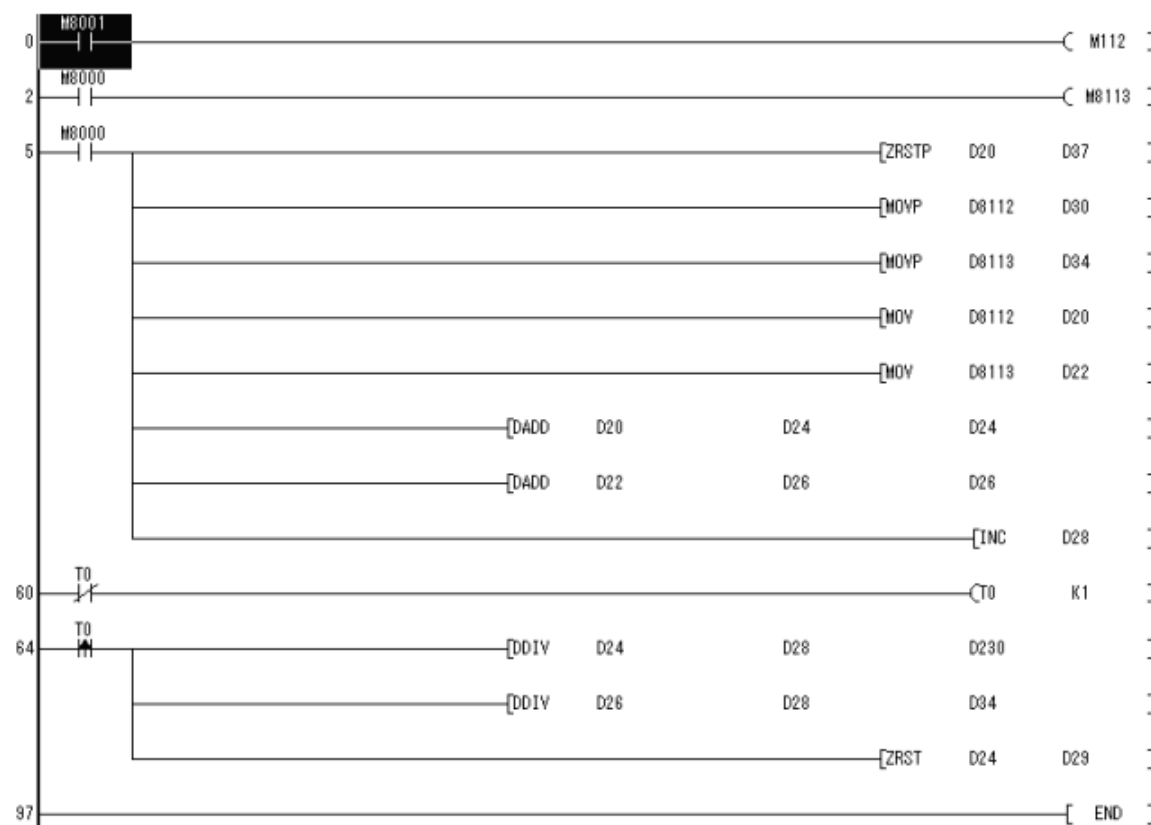 M8001
0 M112
M8000
2 M8113
M8000
5 ZRSTP D20 D37
MOVP D8112 D30
MOVP D8113 D34
MOV D8112 D20
MOV D8113 D22
DADD D20 D24 D24
DADD D22 D26 D26
INC D28
T0
60 T0 K1
T0
64 DDIV D24 D28 D230
DDIV D26 D28 D34
ZRST D24 D29
97 END